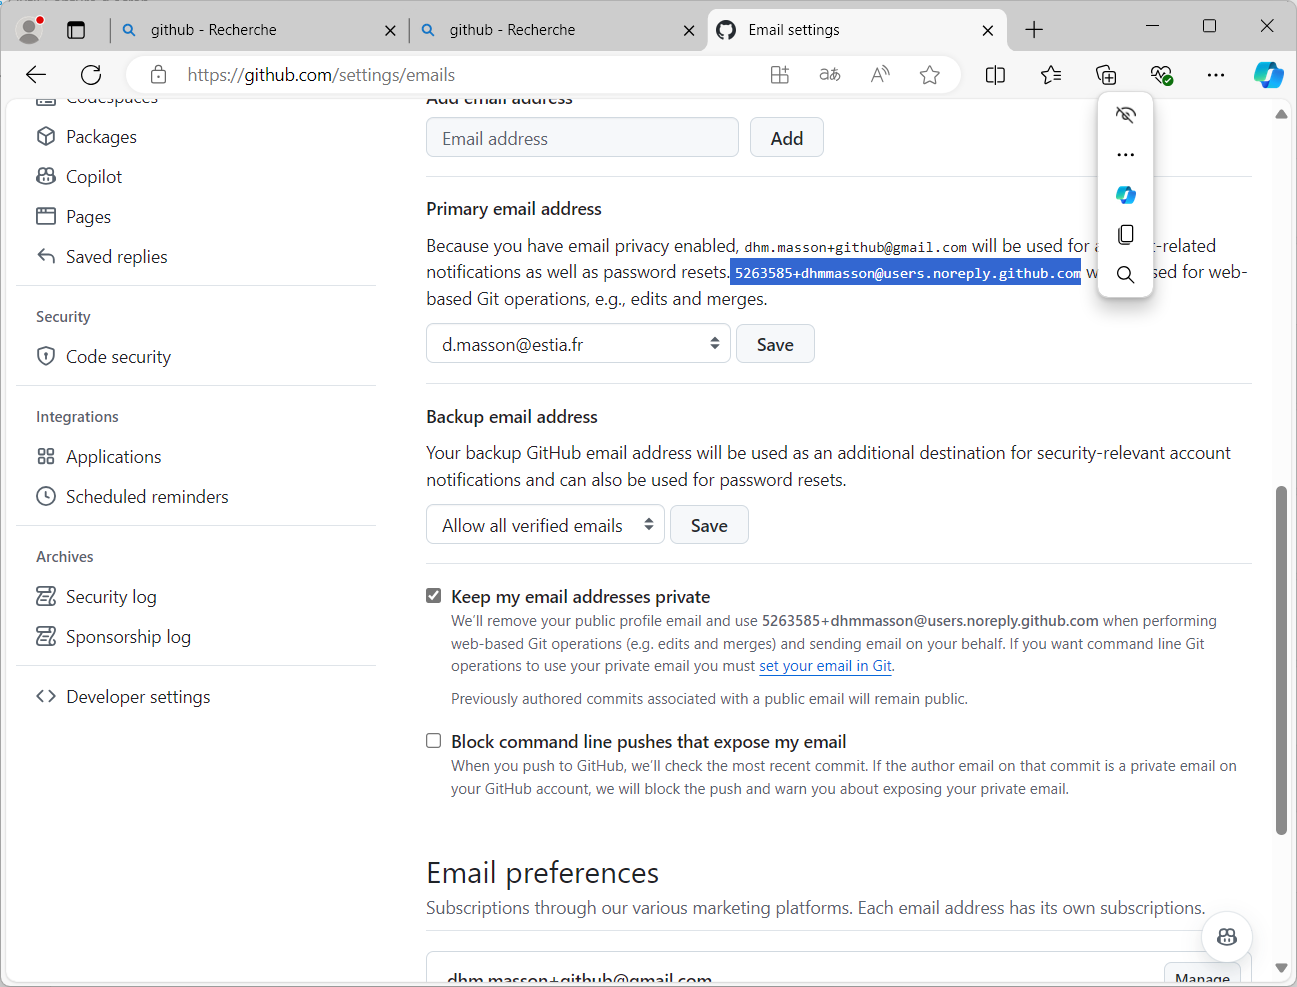 github - Recherche
github - Recherche
Email settings
https://github.com/settings/emails
Codespaces
Packages
Copilot
Pages
Saved replies
Security
Code security
Integrations
Applications
Scheduled reminders
Archives
Security log
Sponsorship log
Developer settings
Add email address
Email address
Add
Primary email address
Because you have email privacy enabled, dhm.masson+github@gmail.com will be used for a t-related
notifications as well as password resets. 5263585+dhmmasson@users.noreply.github.com w sed for web-
based Git operations, e.g., edits and merges.
d.masson@estia.fr
Save
Backup email address
Your backup GitHub email address will be used as an additional destination for security-relevant account
notifications and can also be used for password resets.
Allow all verified emails
Save
Keep my email addresses private
We'll remove your public profile email and use 5263585+dhmmasson@users.noreply.github.com when performing
web-based Git operations (e.g. edits and merges) and sending email on your behalf. If you want command line Git
operations to use your private email you must set your email in Git.
Previously authored commits associated with a public email will remain public.
Block command line pushes that expose my email
When you push to GitHub, we'll check the most recent commit. If the author email on that commit is a private email on
your GitHub account, we will block the push and warn you about exposing your private email.
Email preferences
Subscriptions through our various marketing platforms. Each email address has its own subscriptions.
dhm.masson+github@gmail.com
Manage